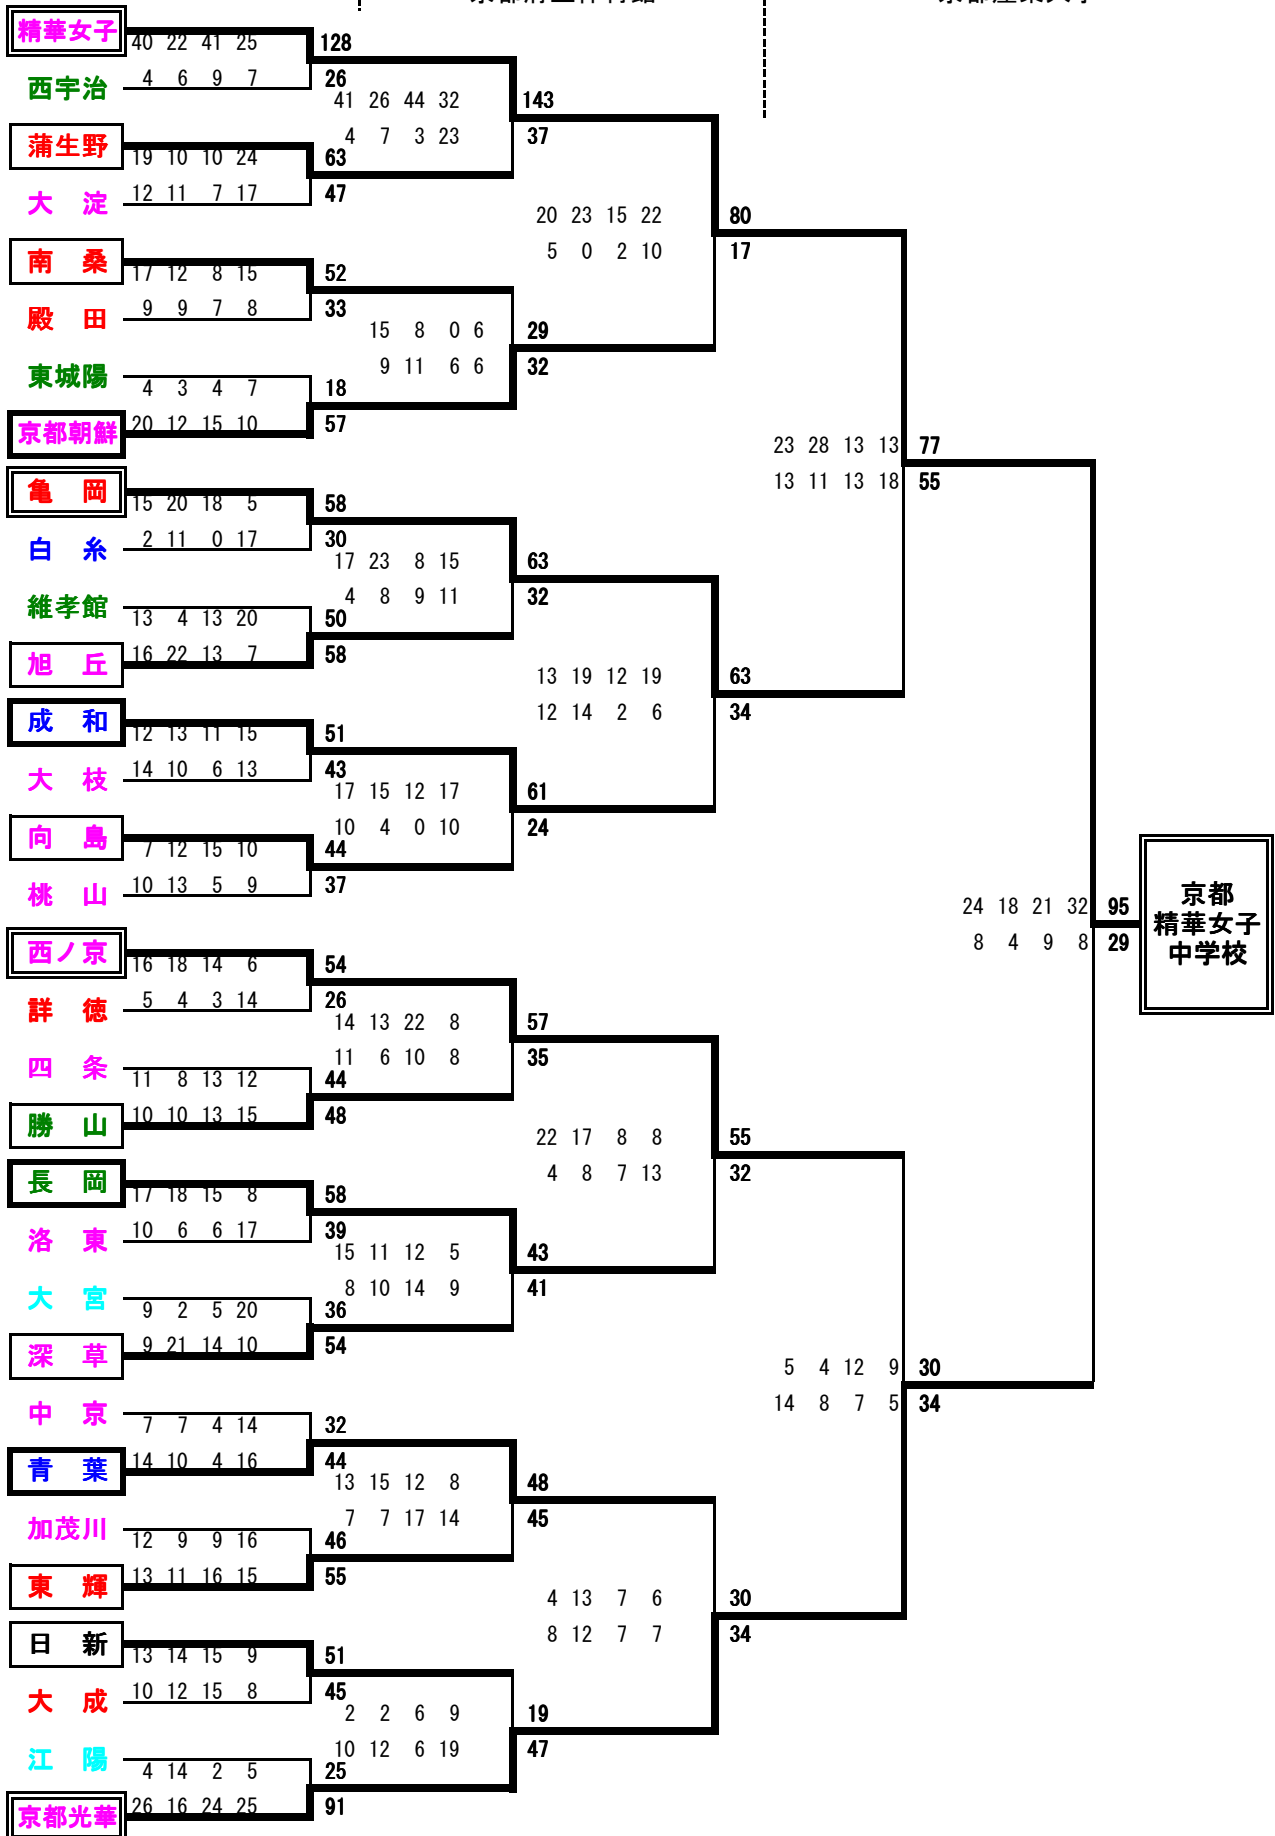 精華女子 40 22 41 25 128
西宇治 4 6 9 7 26
41 26 44 32 143
4 7 3 23 37
蒲生野 19 10 10 24 63
大淀 12 11 7 17 47
20 23 15 22 80
5 0 2 10 17
南桑 17 12 8 15 52
殿田 9 9 7 8 33
15 8 0 6 29
9 11 6 6 32
東城陽 4 3 4 7 18
京都朝鮮 20 12 15 10 57
23 28 13 13 77
13 11 13 18 55
亀岡 15 20 18 5 58
白糸 2 11 0 17 30
17 23 8 15 63
4 8 9 11 32
維孝館 13 4 13 20 50
旭丘 16 22 13 7 58
13 19 12 19 63
12 14 2 6 34
成和 12 13 11 15 51
大枝 14 10 6 13 43
17 15 12 17 61
10 4 0 10 24
向島 7 12 15 10 44
桃山 10 13 5 9 37
24 18 21 32 95
8 4 9 8 29
京都
精華女子
中学校
西ノ京 16 18 14 6 54
詳徳 5 4 3 14 26
14 13 22 8 57
11 6 10 8 35
四条 11 8 13 12 44
勝山 10 10 13 15 48
22 17 8 8 55
4 8 7 13 32
長岡 17 18 15 8 58
洛東 10 6 6 17 39
15 11 12 5 43
8 10 14 9 41
大宮 9 2 5 20 36
深草 9 21 14 10 54
5 4 12 9 30
14 8 7 5 34
中京 7 7 4 14 32
青葉 14 10 4 16 44
13 15 12 8 48
7 7 17 14 45
加茂川 12 9 9 16 46
東輝 13 11 16 15 55
4 13 7 6 30
8 12 7 7 34
日新 13 14 15 9 51
大成 10 12 15 8 45
2 2 6 9 19
10 12 6 19 47
江陽 4 14 2 5 25
京都光華 26 16 24 25 91